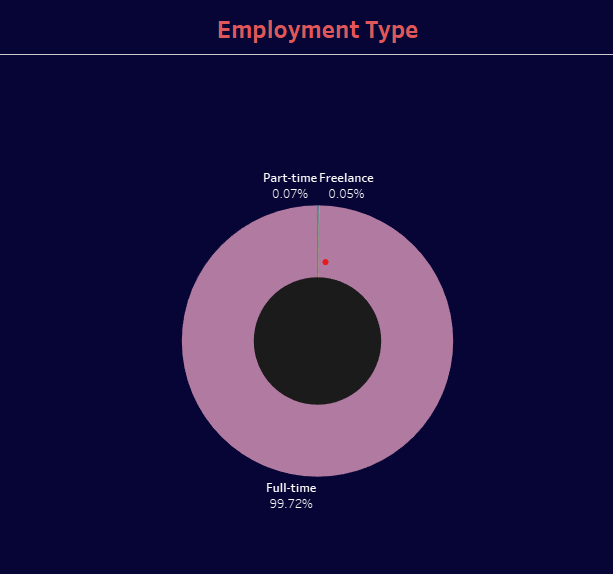 Employment Type
Part-time Freelance
0.07% 0.05%
Full-time
99.72%